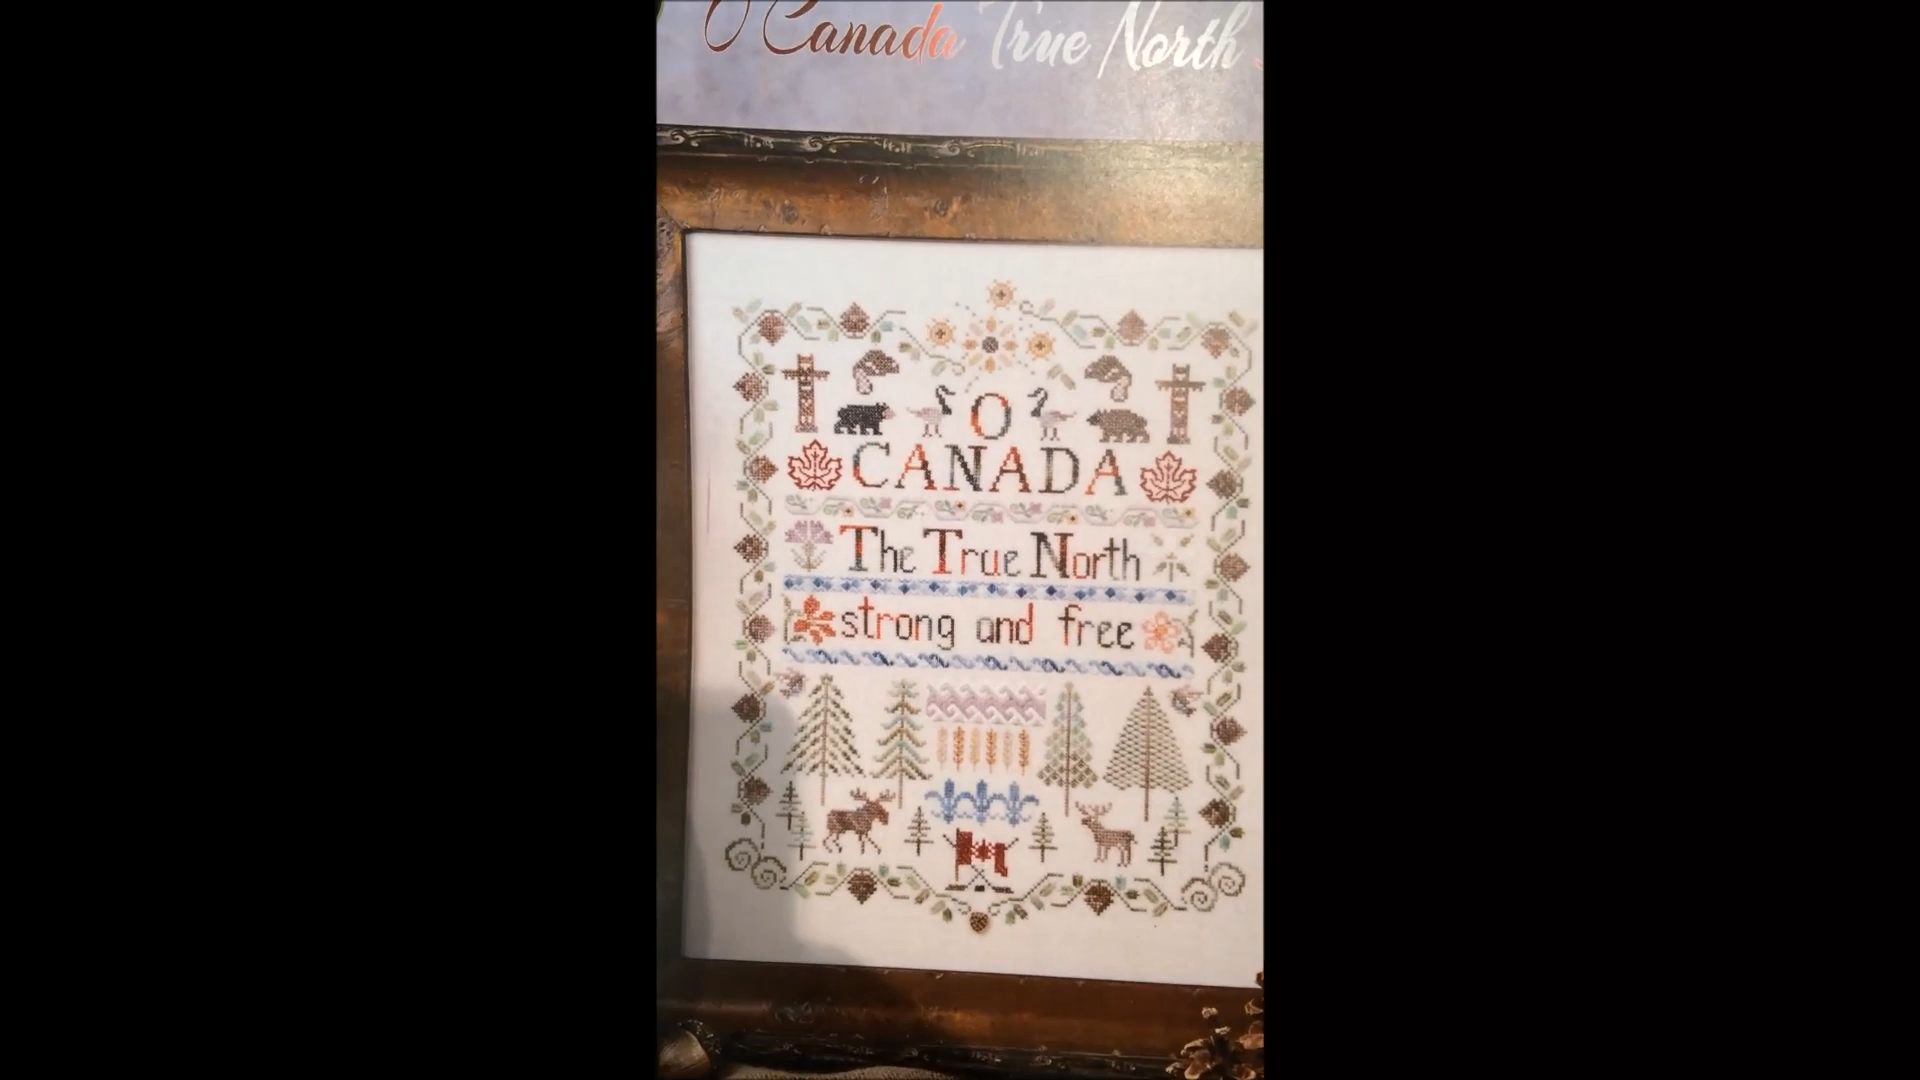 O Canada True North
O
CANADA
The True North
strong and free